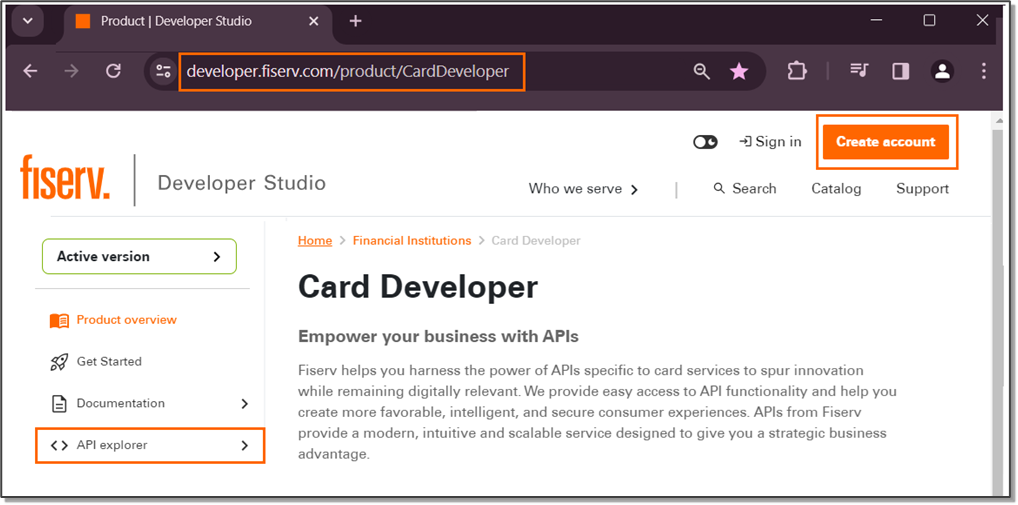 Product | Developer Studio
developer.fiserv.com/product/CardDeveloper
Sign in
Create account
fiserv.
Developer Studio
Who we serve
Search
Catalog
Support
Active version
Home > Financial Institutions > Card Developer
Card Developer
Product overview
Empower your business with APIs
Get Started
Fiserv helps you harness the power of APIs specific to card services to spur innovation
while remaining digitally relevant. We provide easy access to API functionality and help you
Documentation
create more favorable, intelligent, and secure consumer experiences. APIs from Fiserv
provide a modern, intuitive and scalable service designed to give you a strategic business
API explorer
advantage.